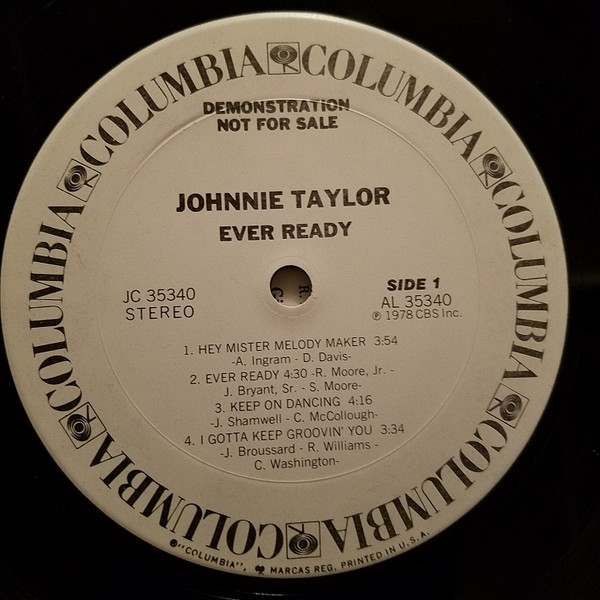 COLUMBIA COLUMBIA COLUMBIA COLUMBIA COLUMBIA COLUMBIA COLUMBIA COLUMBIA
DEMONSTRATION
NOT FOR SALE
JOHNNIE TAYLOR
EVER READY
JC 35340
STEREO
SIDE 1
AL 35340
℗ 1978 CBS Inc.
1. HEY MISTER MELODY MAKER 3:54
-A. Ingram - D. Davis-
2. EVER READY 4:30 -R. Moore, Jr. -
J. Bryant, Sr. - S. Moore-
3. KEEP ON DANCING 4:16
-J. Shamwell - C. McCollough-
4. I GOTTA KEEP GROOVIN' YOU 3:34
-J. Broussard - R. Williams -
C. Washington-
"COLUMBIA", MARCAS REG. PRINTED IN U.S.A.